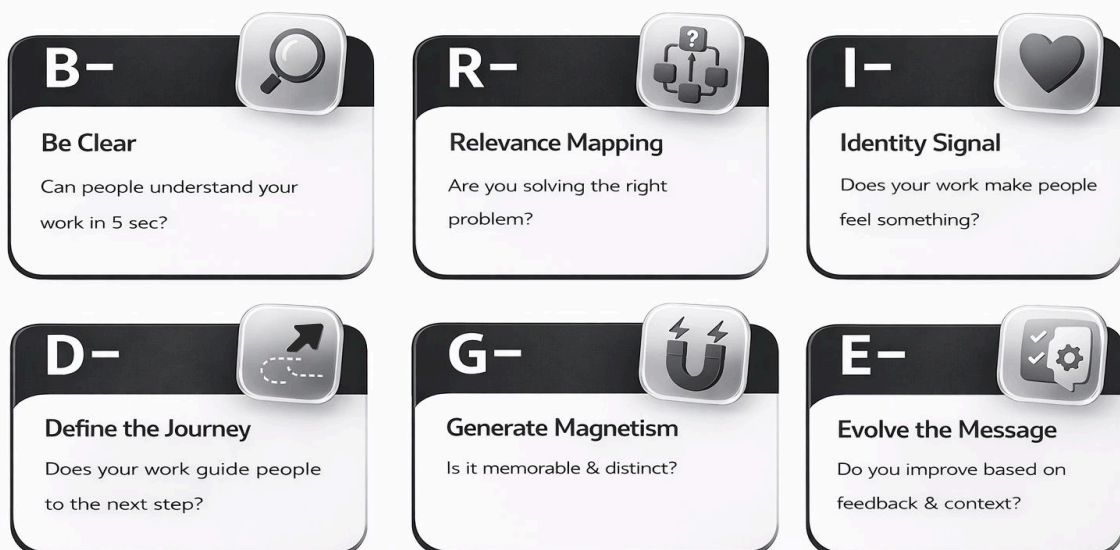 B–
Be Clear
Can people understand your
work in 5 sec?
R–
?
Relevance Mapping
Are you solving the right
problem?
I–
Identity Signal
Does your work make people
feel something?
D–
Define the Journey
Does your work guide people
to the next step?
G–
Generate Magnetism
Is it memorable & distinct?
E–
Evolve the Message
Do you improve based on
feedback & context?